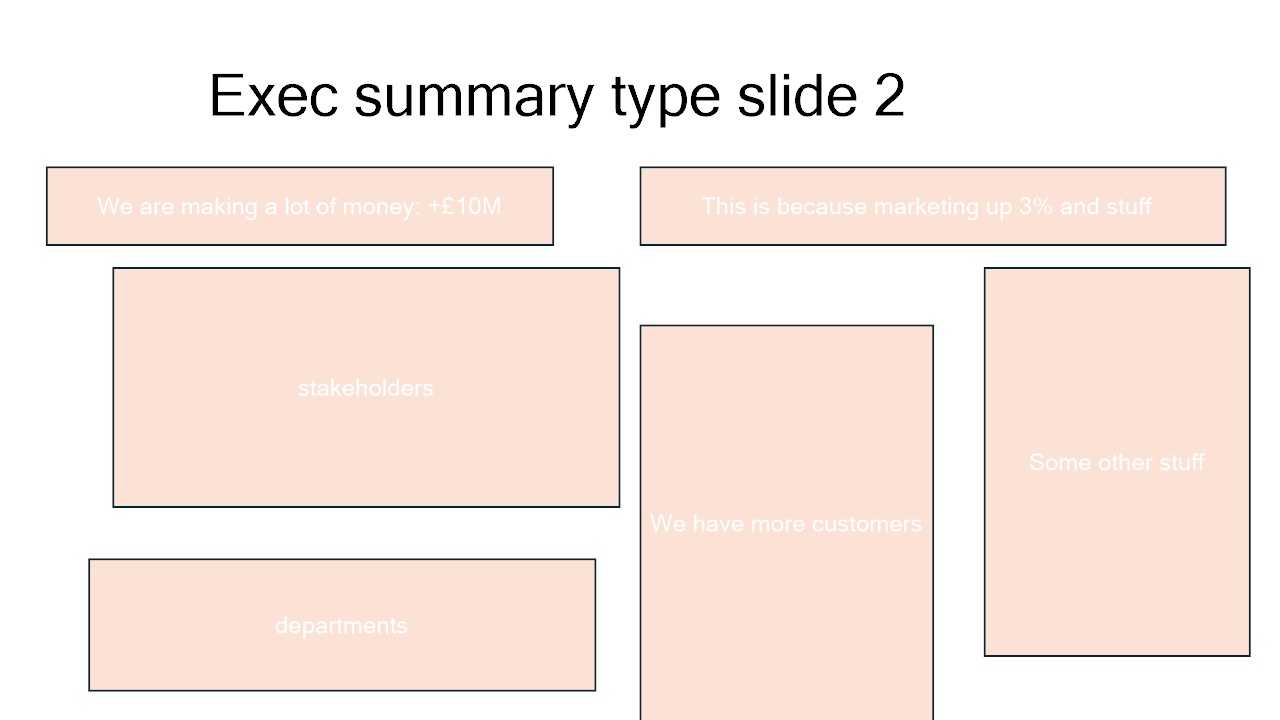 Exec summary type slide 2
We are making a lot of money: +£10M
This is because marketing up 3% and stuff
stakeholders
We have more customers
Some other stuff
departments